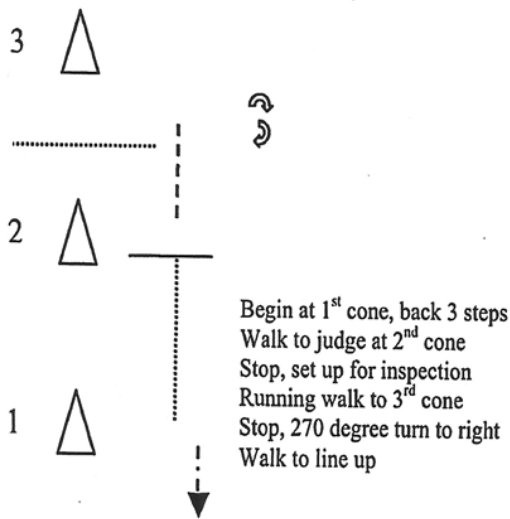 3
2
Begin at 1st cone, back 3 steps
Walk to judge at 2nd cone
Stop, set up for inspection
Running walk to 3rd cone
1
Stop, 270 degree turn to right
Walk to line up